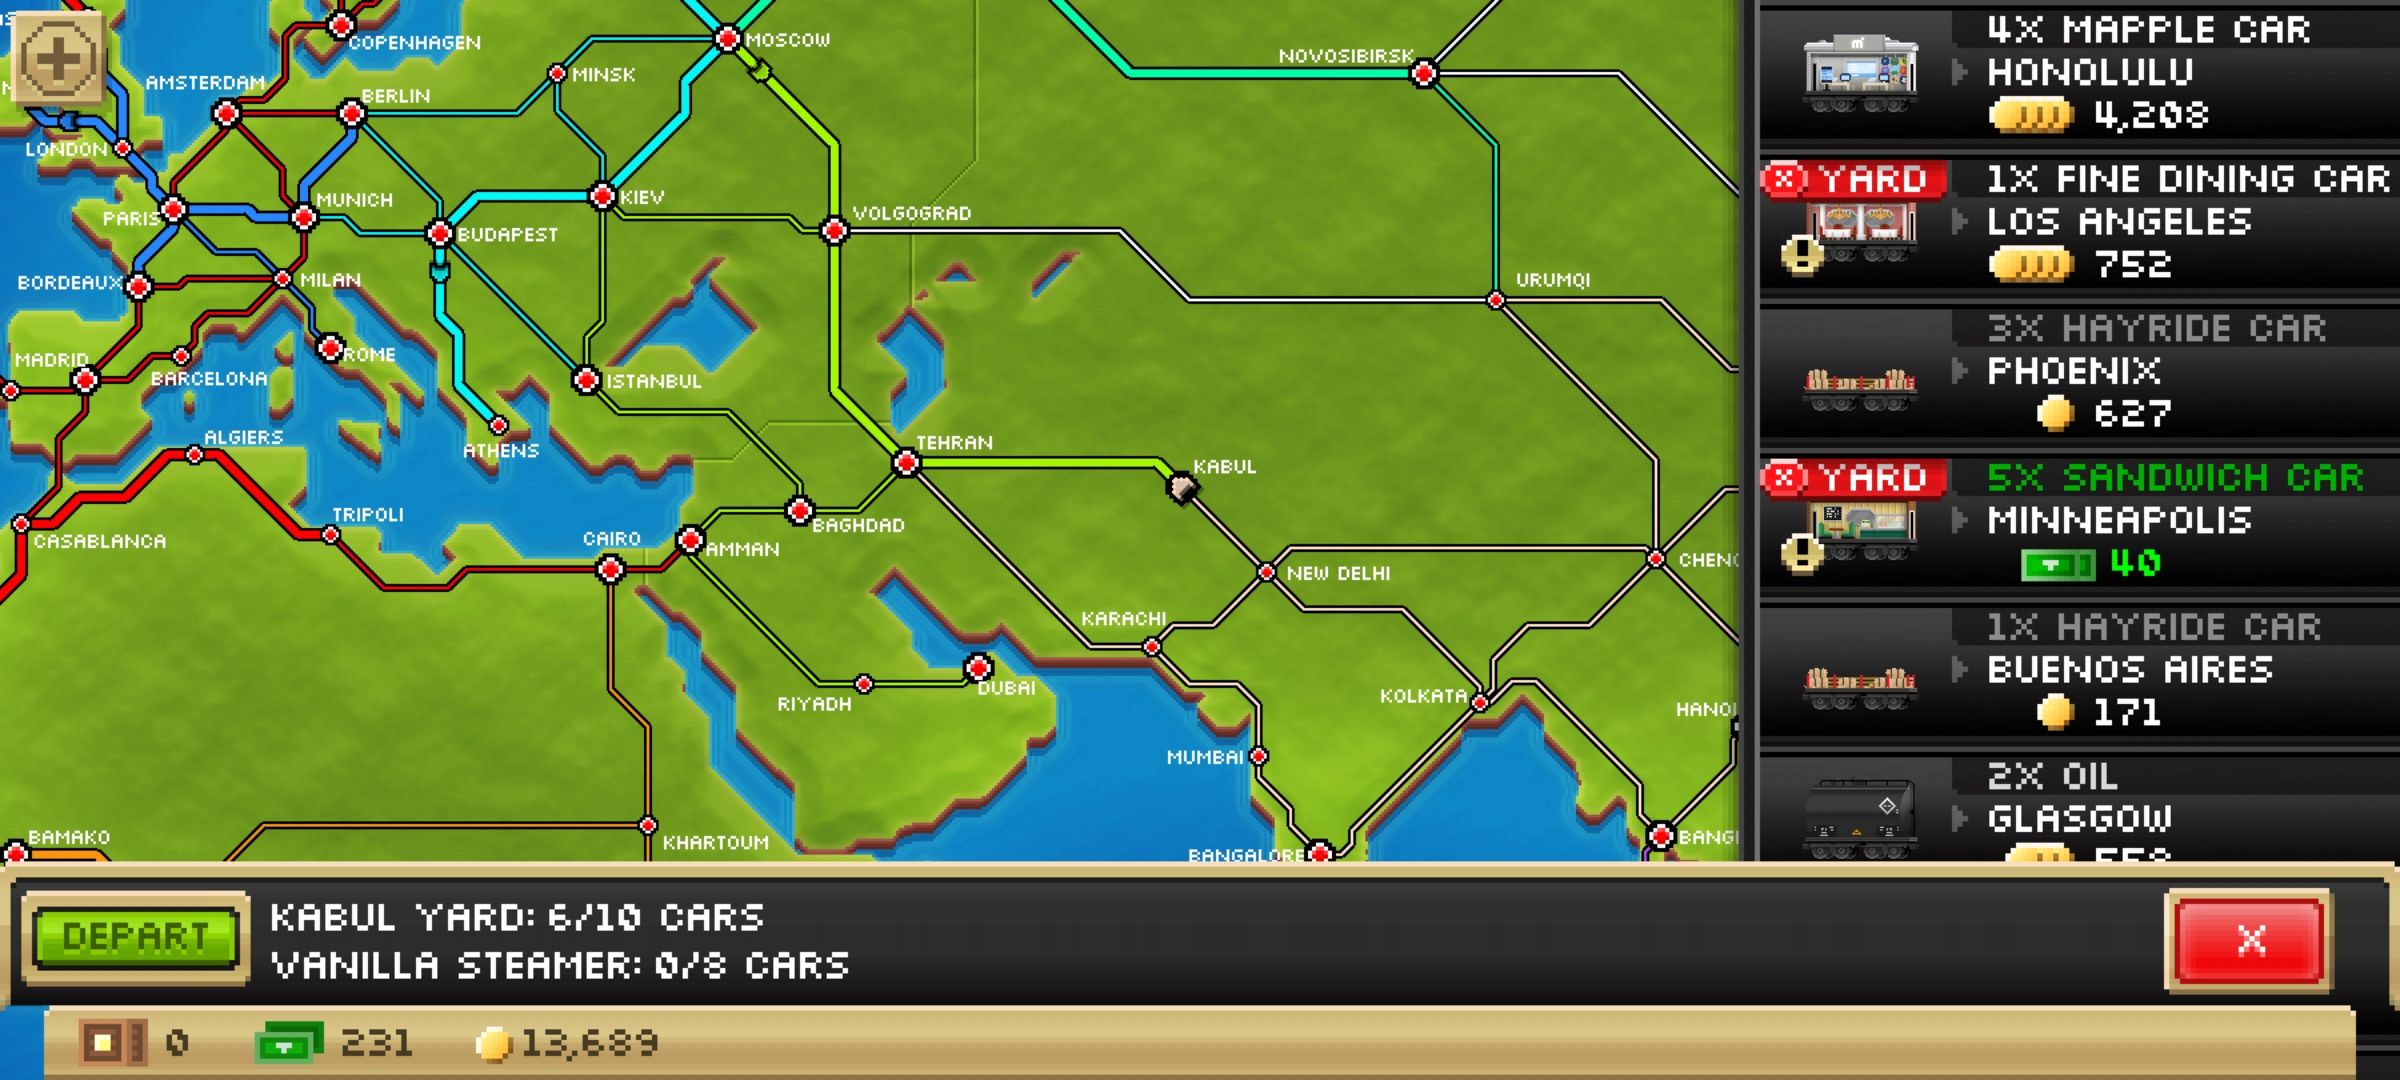 COPENHAGEN
MOSCOW
NOVOSIBIRSK
MINSK
AMSTERDAM
BERLIN
LONDON
KIEV
MUNICH
PARIS
VOLGOGRAD
BUDAPEST
BORDEAUX
MILAN
URUMQI
MADRID
ROME
BARCELONA
ISTANBUL
ALGIERS
ATHENS
TEHRAN
KABUL
TRIPOLI
BAGHDAD
CASABLANCA
CAIRO
AMMAN
CHENG
NEW DELHI
KARACHI
DUBAI
KOLKATA
RIYADH
HANOI
MUMBAI
BAMAKO
KHARTOUM
BANG
BANGALORE
4X MAPPLE CAR
HONOLULU
4,208
YARD
1X FINE DINING CAR
LOS ANGELES
752
3X HAYRIDE CAR
PHOENIX
627
YARD
5X SANDWICH CAR
MINNEAPOLIS
40
1X HAYRIDE CAR
BUENOS AIRES
171
2X OIL
GLASGOW
DEPART
KABUL YARD: 6/10 CARS
VANILLA STEAMER: 0/8 CARS
X
0
231
13,689